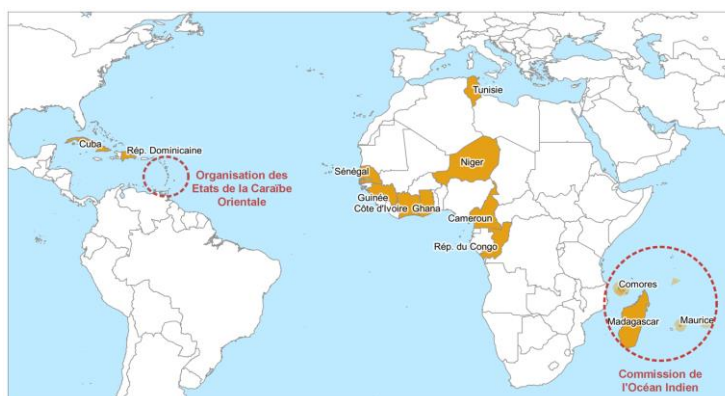 Tunisie
Cuba
Rép. Dominicaine
Organisation des
Etats de la Caraïbe
Orientale
Sénégal
Niger
Guinée
Côte d'Ivoire
Ghana
Cameroun
Rép. du Congo
Comores
Madagascar
Maurice
Commission de
l'Océan Indien